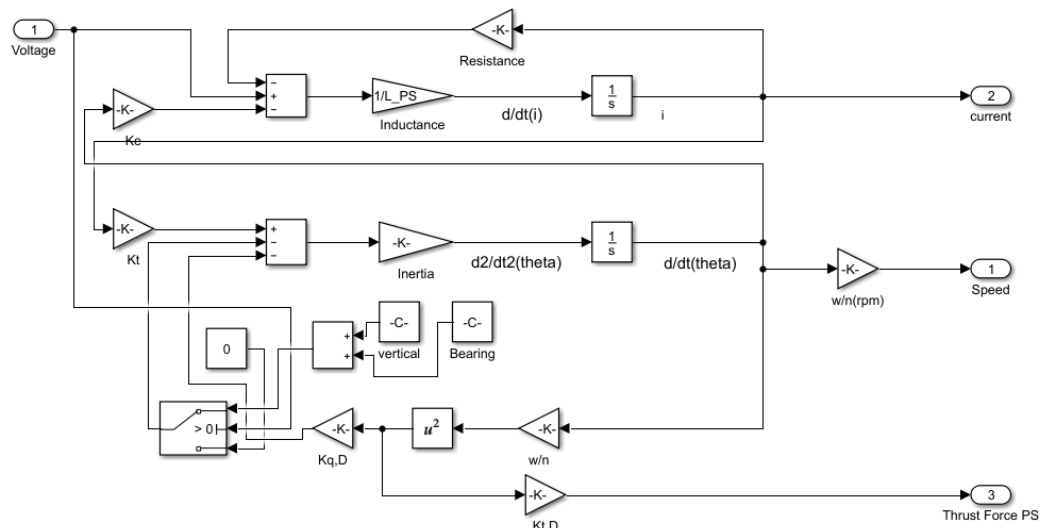 1
Voltage
-K-
Resistance
−
+
−
-K-
Ke
1/L_PS
Inductance
d/dt(i)
1
s
i
2
current
-K-
Kt
+
−
−
-K-
Inertia
d2/dt2(theta)
1
s
d/dt(theta)
-K-
w/n(rpm)
1
Speed
0
+
+
-C-
vertical
-C-
Bearing
> 0
-K-
Kq,D
u²
-K-
w/n
-K-
Kt,D
3
Thrust Force PS